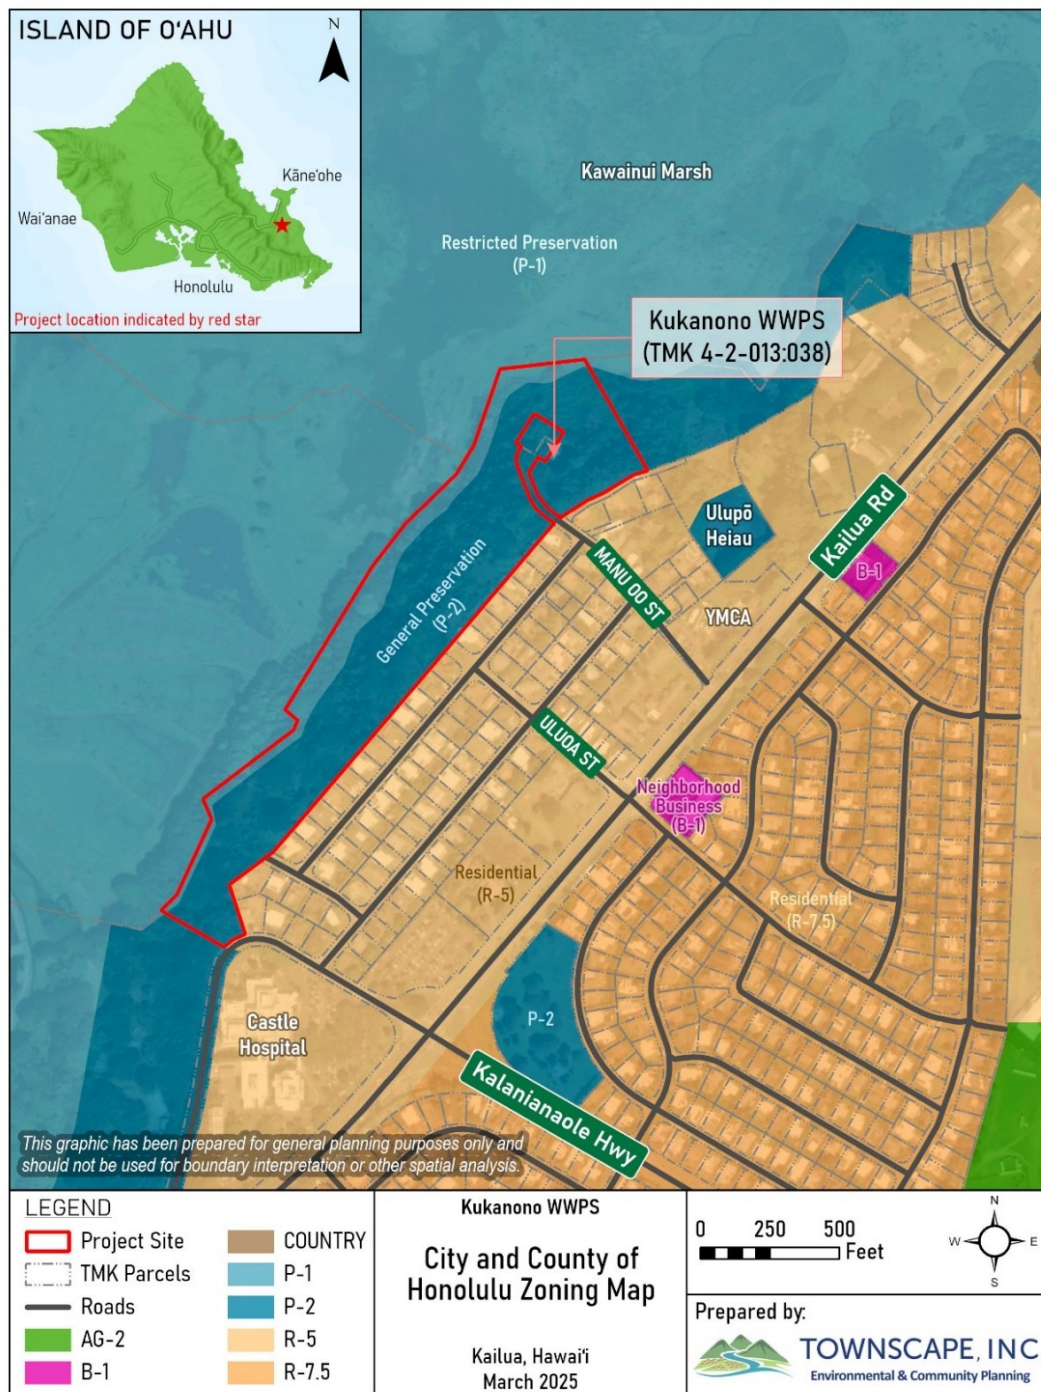 ISLAND OF OʻAHU
N
Kāneʻohe
Waiʻanae
Honolulu
Project location indicated by red star
Kawainui Marsh
Restricted Preservation
(P-1)
Kukanono WWPS
(TMK 4-2-013:038)
Ulupō
Heiau
Kailua Rd
B-1
General Preservation
(P-2)
MANU OO ST
YMCA
ULUOA ST
Neighborhood
Business
(B-1)
Residential
(R-5)
Residential
(R-7.5)
P-2
Castle
Hospital
Kalanianaole Hwy
This graphic has been prepared for general planning purposes only and
should not be used for boundary interpretation or other spatial analysis.
LEGEND
Project Site
TMK Parcels
Roads
AG-2
B-1
COUNTRY
P-1
P-2
R-5
R-7.5
Kukanono WWPS
City and County of
Honolulu Zoning Map
Kailua, Hawaiʻi
March 2025
0 250 500
Feet
N
W E
S
Prepared by:
TOWNSCAPE, INC
Environmental & Community Planning